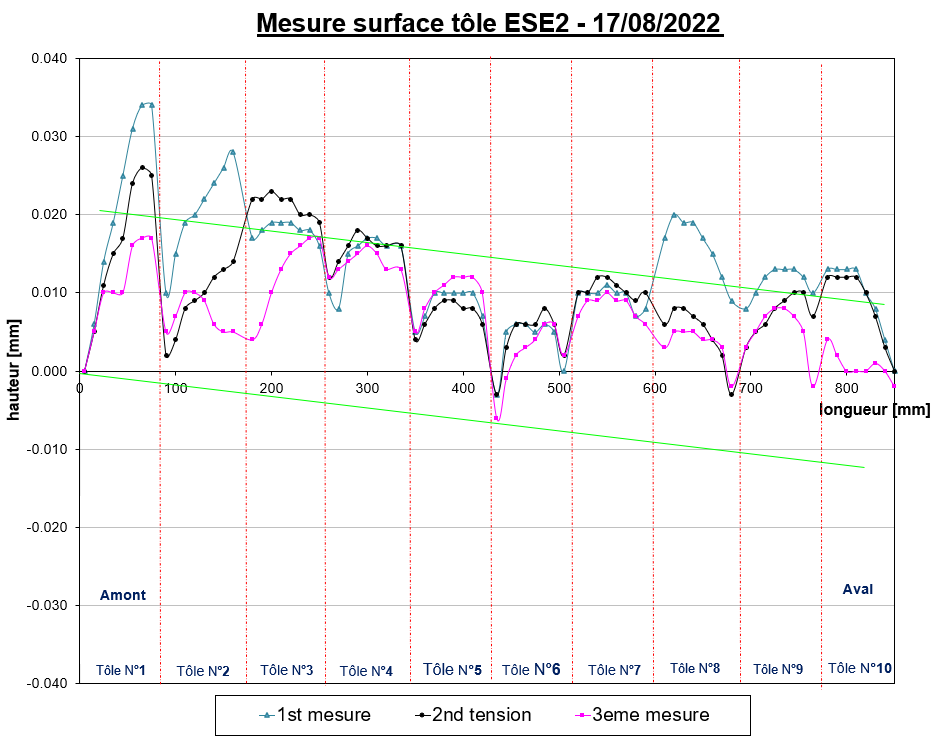 Mesure surface tôle ESE2 - 17/08/2022
0.040
0.030
0.020
0.010
0.000
-0.010
-0.020
-0.030
-0.040
hauteur [mm]
0 100 200 300 400 500 600 700 800
longueur [mm]
Amont
Aval
Tôle N°1 Tôle N°2 Tôle N°3 Tôle N°4 Tôle N°5 Tôle N°6 Tôle N°7 Tôle N°8 Tôle N°9 Tôle N°10
1st mesure 2nd tension 3eme mesure